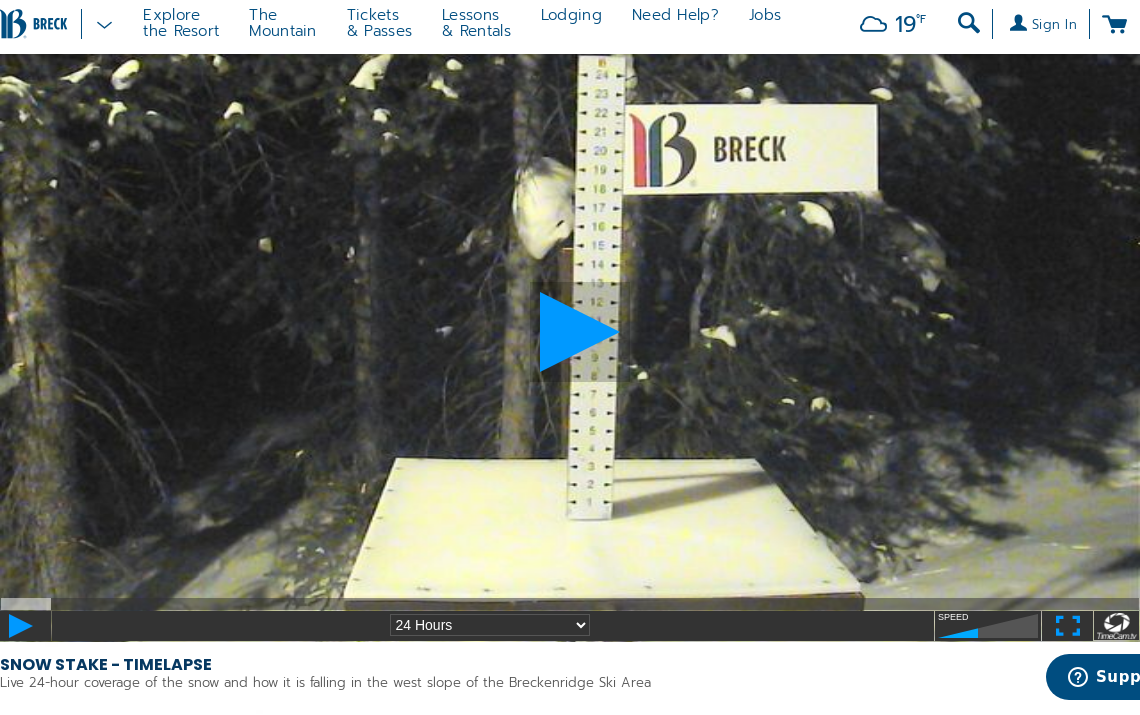 BRECK
Explore
the Resort
The
Mountain
Tickets
& Passes
Lessons
& Rentals
Lodging
Need Help?
Jobs
19°F
Sign In
24
23
22
21
20
19
18
17
16
15
14
13
12
9
8
7
6
5
4
3
2
1
BRECK
24 Hours
SPEED
TimeCam.tv
SNOW STAKE - TIMELAPSE
Live 24-hour coverage of the snow and how it is falling in the west slope of the Breckenridge Ski Area
Supp